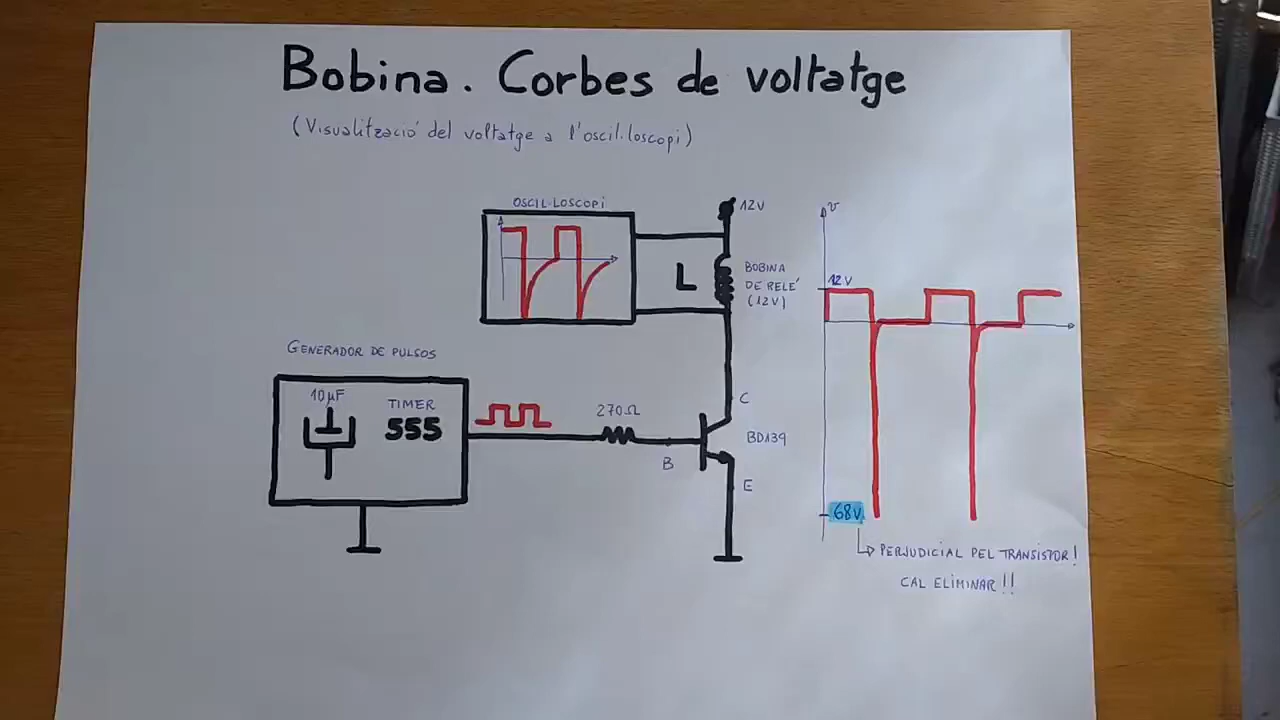 Bobina. Corbes de voltatge
(Visualització del voltatge a l'oscil.loscopi)
OSCIL·LOSCOPI
12V
L
BOBINA
DE RELÉ
(12V)
v
12V
GENERADOR DE PULSOS
10µF
TIMER
555
270Ω
B
C
BD139
E
68V
PERJUDICIAL PEL TRANSISTOR!
CAL ELIMINAR!!